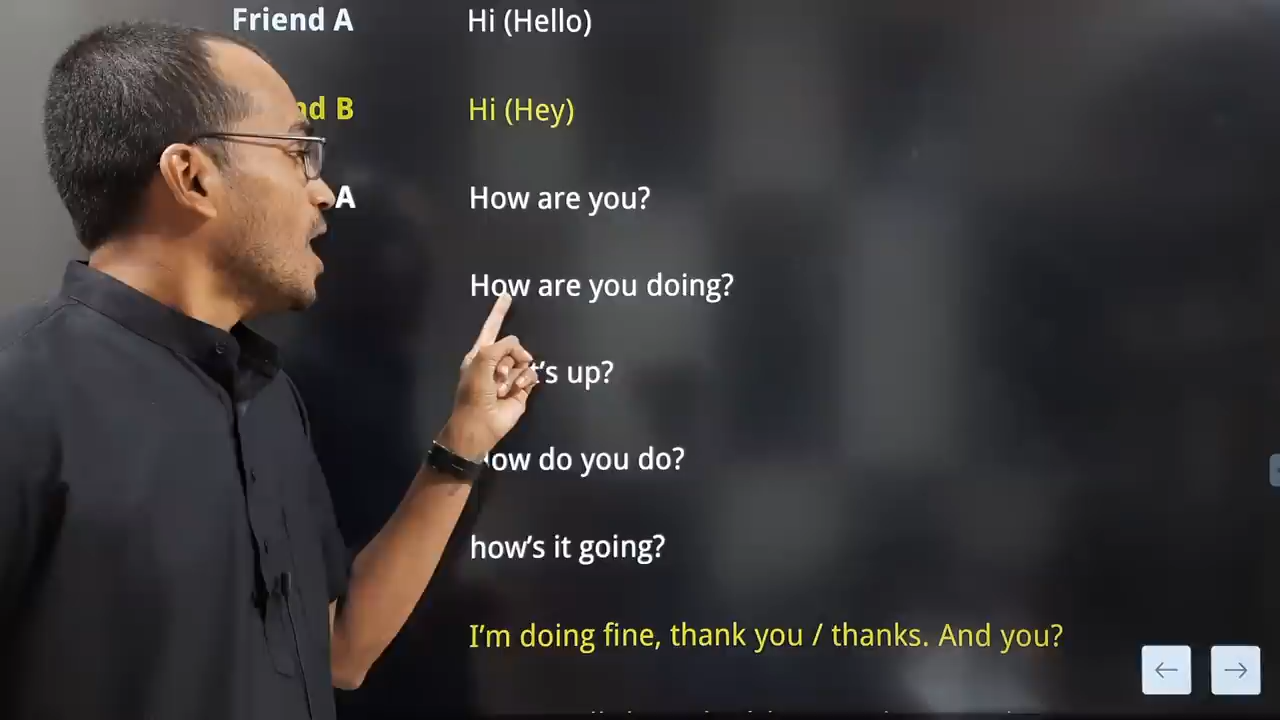 Friend A Hi (Hello)
B Hi (Hey)
A How are you?
How are you doing?
up?
do you do?
how's it going?
I'm doing fine, thank you / thanks. And you?